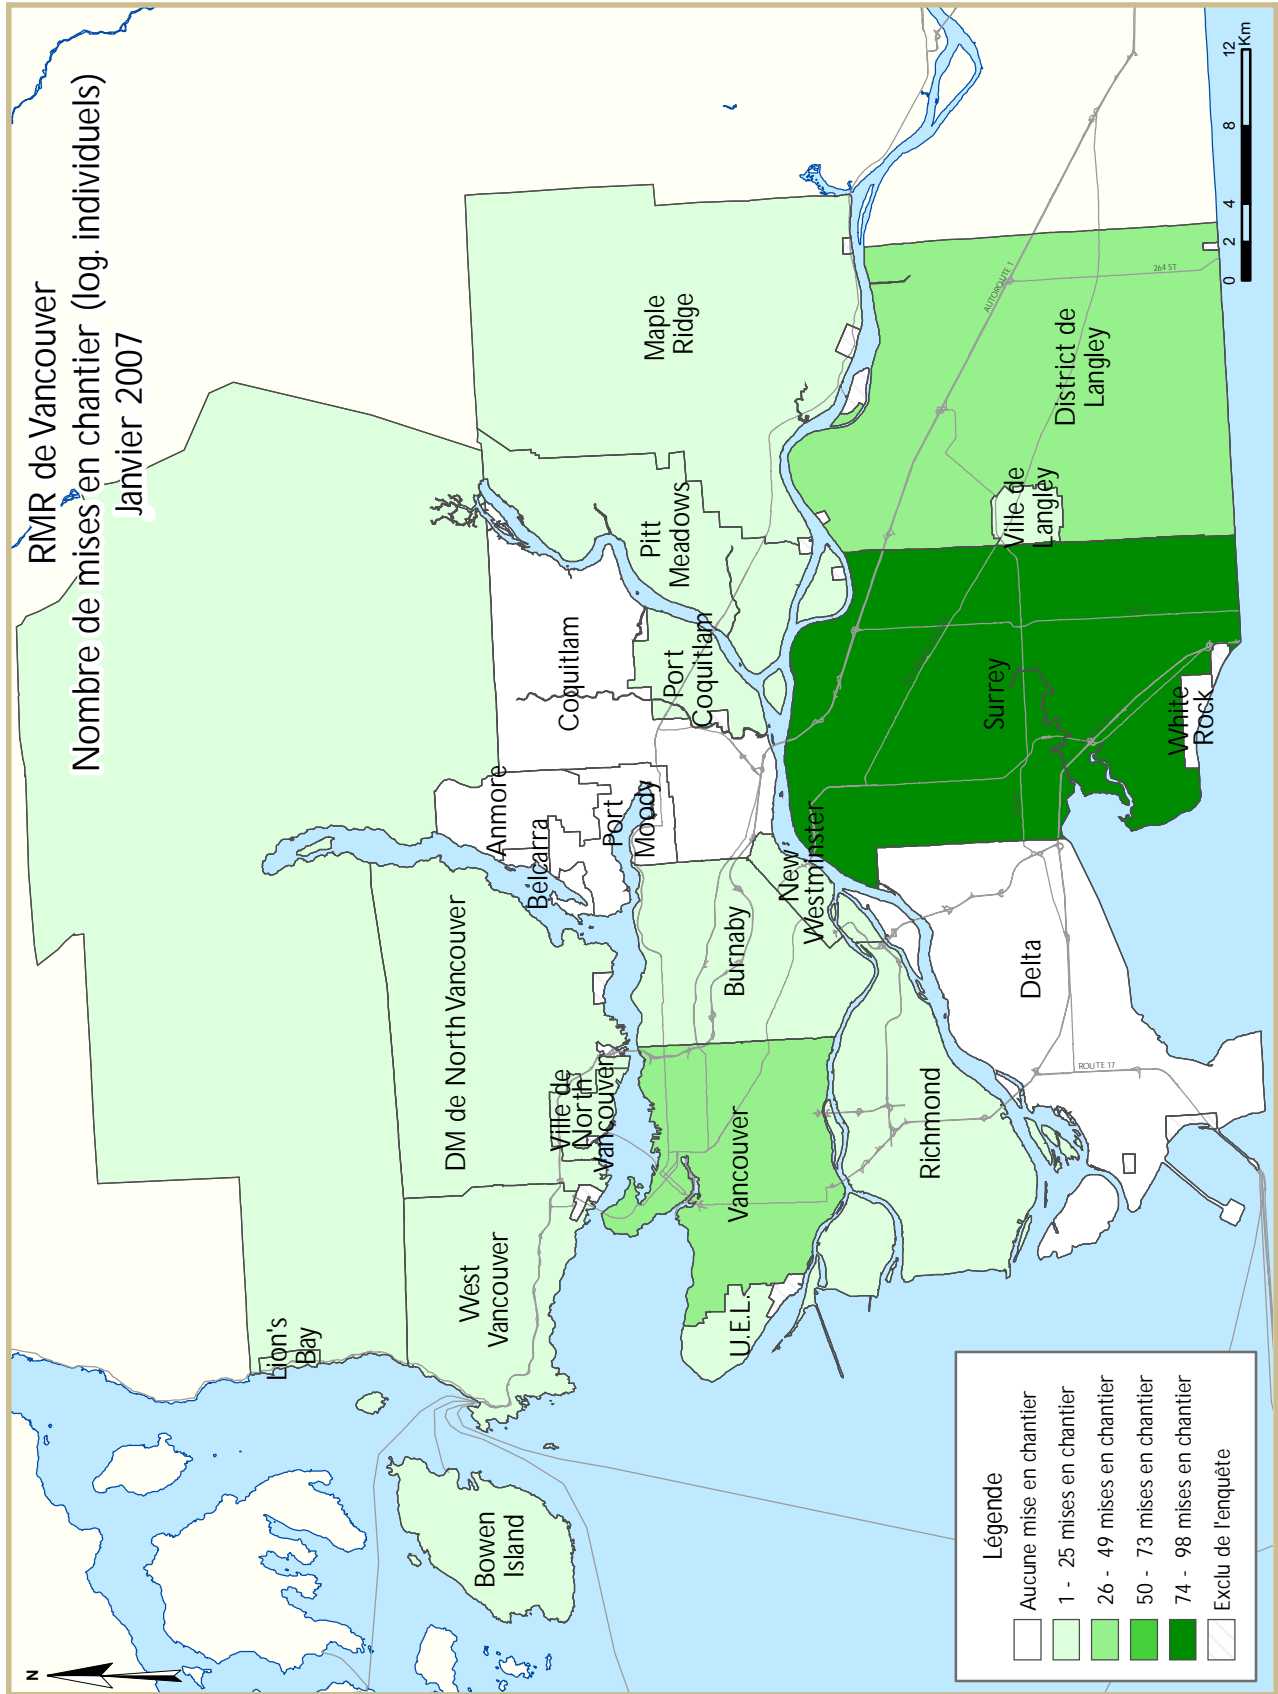 RMR de Vancouver
Nombre de mises en chantier (log. individuels)
Janvier 2007
N
Bowen
Island
Lion's
Bay
West
Vancouver
DM de North Vancouver
Ville de
North
Vancouver
Anmore
Belcarra
Port
Moody
Coquitlam
Port
Coquitlam
Pitt
Meadows
Maple
Ridge
U.E.L.
Vancouver
Burnaby
New
Westminster
Richmond
Delta
Surrey
White
Rock
Ville de
Langley
District de
Langley
AUTOROUTE 1
264 ST
ROUTE 17
Légende
Aucune mise en chantier
1 - 25 mises en chantier
26 - 49 mises en chantier
50 - 73 mises en chantier
74 - 98 mises en chantier
Exclu de l'enquête
0 2 4 8 12
Km